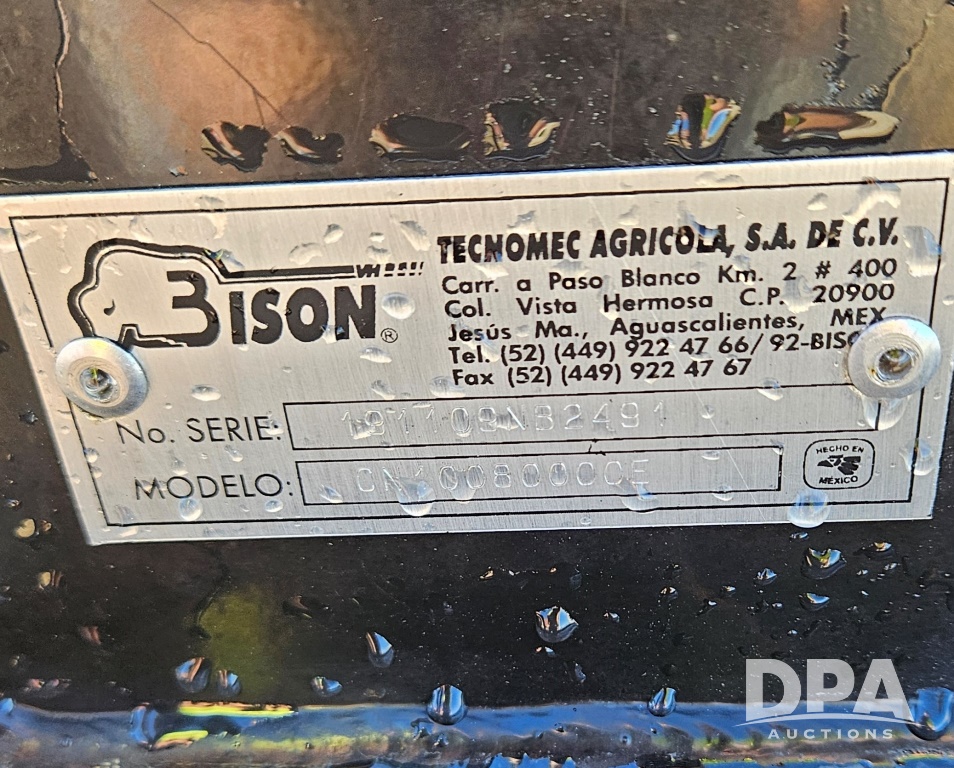 BISON®
VH
TECNOMEC AGRICOLA, S.A. DE C.V.
Carr. a Paso Blanco Km. 2 # 400
Col. Vista Hermosa C.P. 20900
Jesús Ma., Aguascalientes, MEX
Tel. (52) (449) 922 47 66/ 92-BISO
Fax (52) (449) 922 47 67
No. SERIE:
MODELO:
HECHO EN
MÉXICO
DPA
AUCTIONS